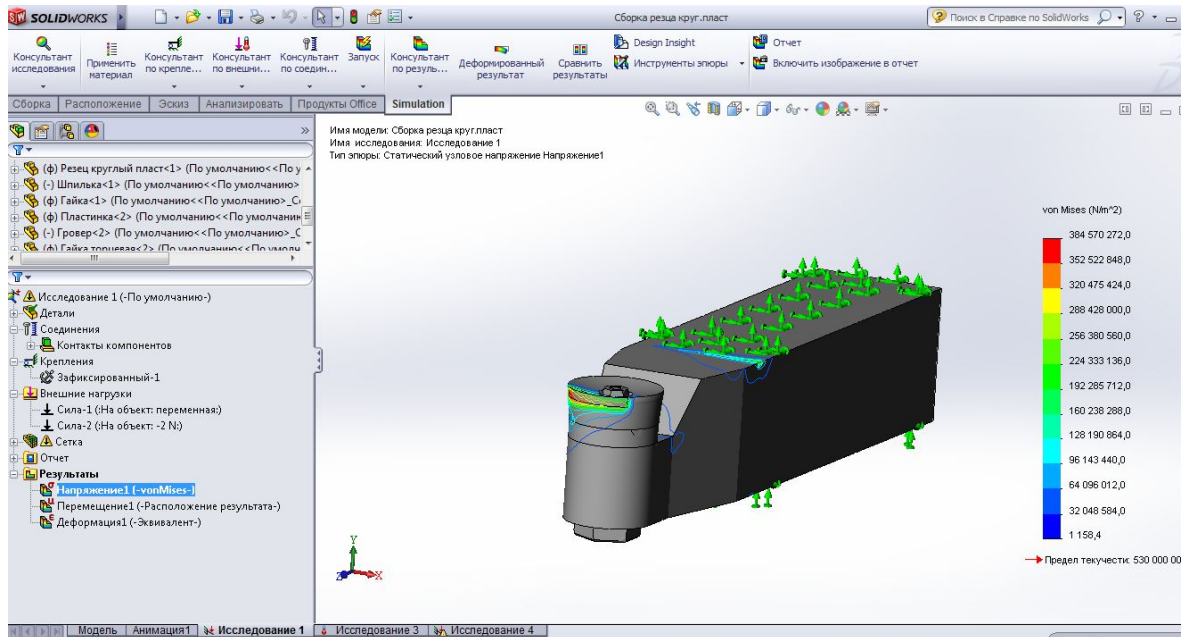 SOLIDWORKS
Сборка резца круг.пласт
Поиск в Справке по SolidWorks
Консультант исследования
Применить материал
Консультант по крепле...
Консультант по внешни...
Консультант по соедин...
Запуск
Консультант по резуль...
Деформированный результат
Сравнить результаты
Design Insight
Инструменты эпюры
Отчет
Включить изображение в отчет
Сборка
Расположение
Эскиз
Анализировать
Продукты Office
Simulation
(ф) Резец круглый пласт<1> (По умолчанию<<По у
(-) Шпилька<1> (По умолчанию<<По умолчанию>
(ф) Гайка<1> (По умолчанию<<По умолчанию>_Cı
(ф) Пластинка<2> (По умолчанию<<По умолчани
(-) Гровер<2> (По умолчанию<<По умолчанию>_С
(ф) Гайка торцевая<2> (По умолчанию<<По умолч
Исследование 1 (-По умолчанию-)
Детали
Соединения
Контакты компонентов
Крепления
Зафиксированный-1
Внешние нагрузки
Сила-1 (:На объект: переменная:)
Сила-2 (:На объект: -2 N:)
Сетка
Отчет
Результаты
Напряжение1 (-vonMises-)
Перемещение1 (-Расположение результата-)
Деформация1 (-Эквивалент-)
Имя модели: Сборка резца круг.пласт
Имя исследования: Исследование 1
Тип эпюры: Статический узловое напряжение Напряжение1
von Mises (N/m^2)
384 570 272,0
352 522 848,0
320 475 424,0
288 428 000,0
256 380 560,0
224 333 136,0
192 285 712,0
160 238 288,0
128 190 864,0
96 143 440,0
64 096 012,0
32 048 584,0
1 158,4
Предел текучести: 530 000 00
Y
Z
X
Модель
Анимация1
Исследование 1
Исследование 3
Исследование 4